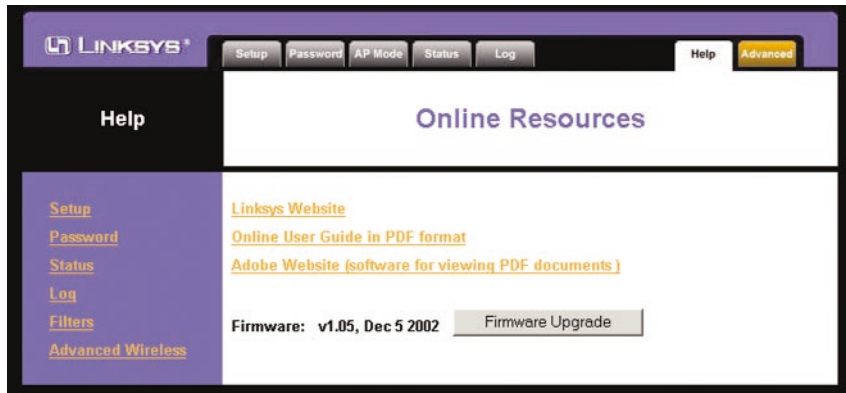 LINKSYS®
Setup Password AP Mode Status Log Help Advanced
Help
Online Resources
Setup
Password
Status
Log
Filters
Advanced Wireless
Linksys Website
Online User Guide in PDF format
Adobe Website (software for viewing PDF documents )
Firmware: v1.05, Dec 5 2002 Firmware Upgrade